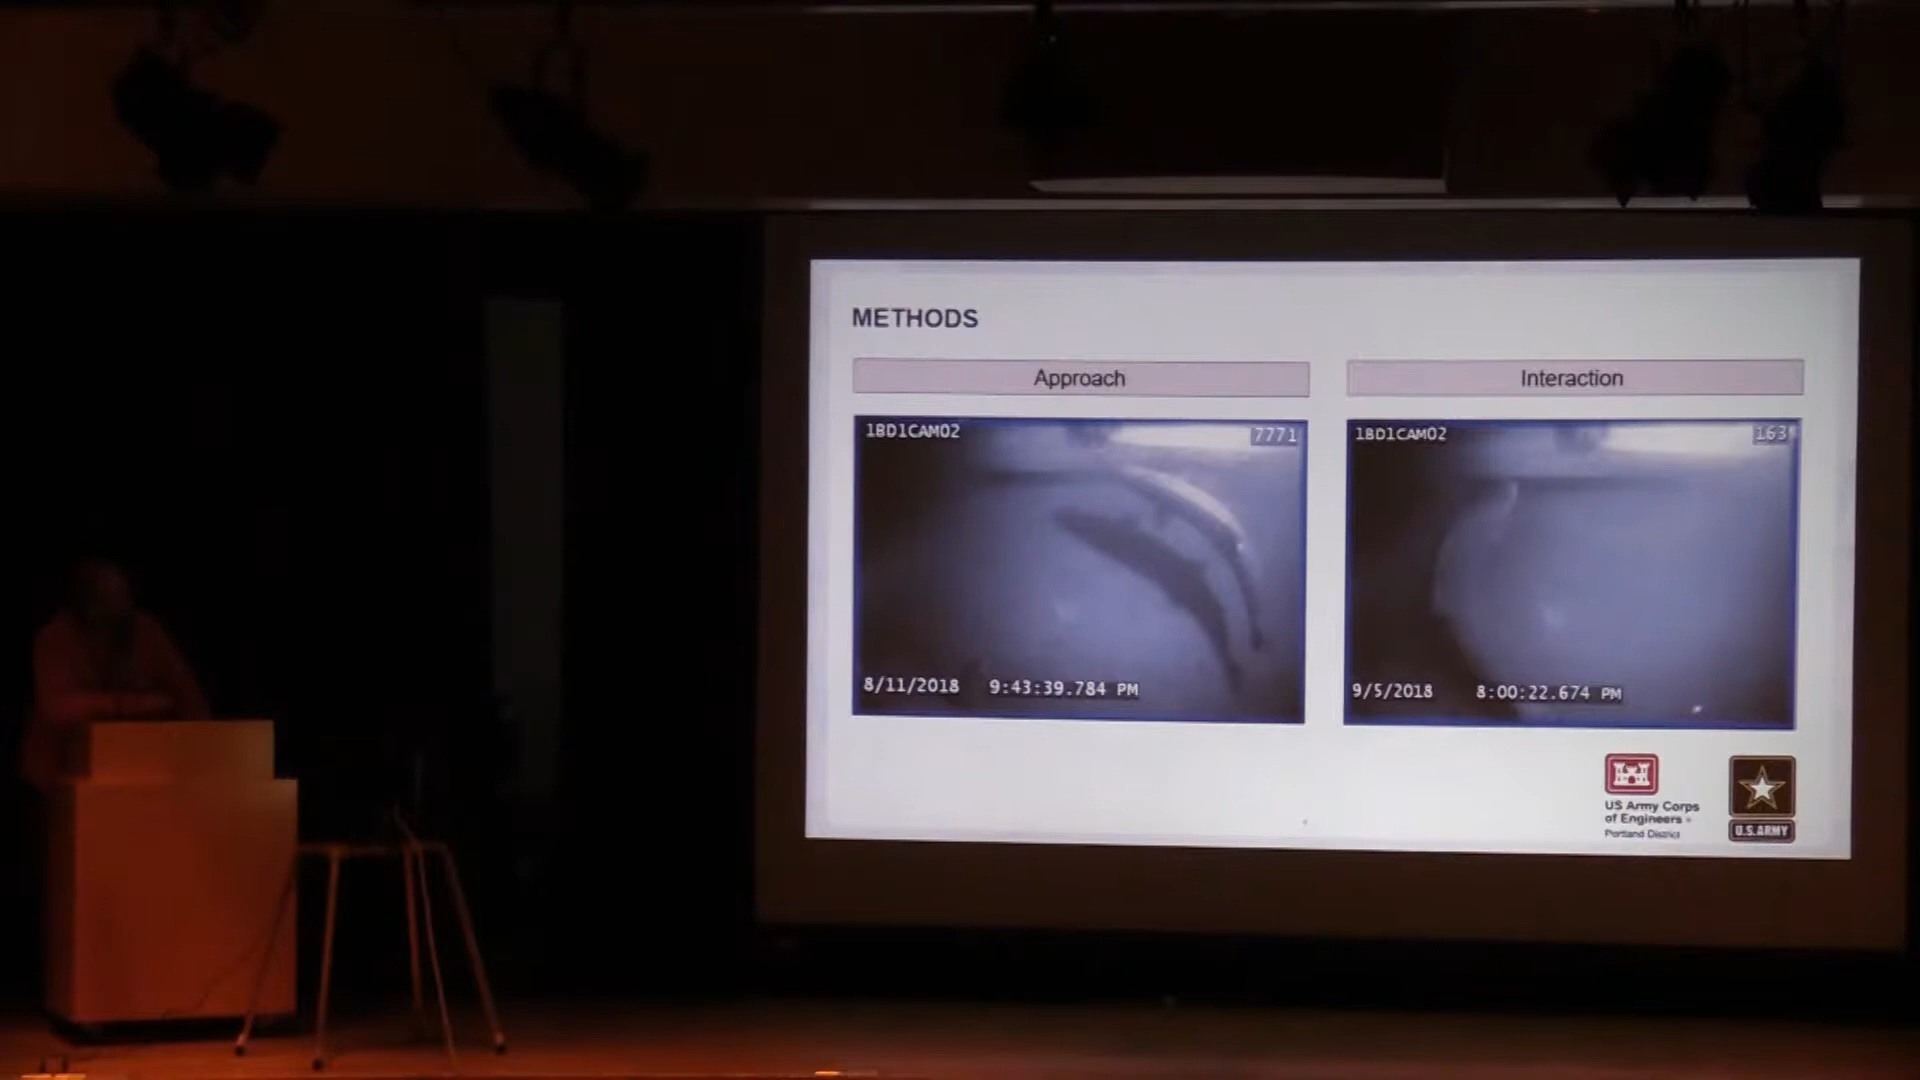 METHODS
Approach
Interaction
1BD1CAM02
7771
8/11/2018 9:43:39.784 PM
1BD1CAM02
163
9/5/2018 8:00:22.674 PM
US Army Corps
of Engineers
Portland District
U.S. ARMY